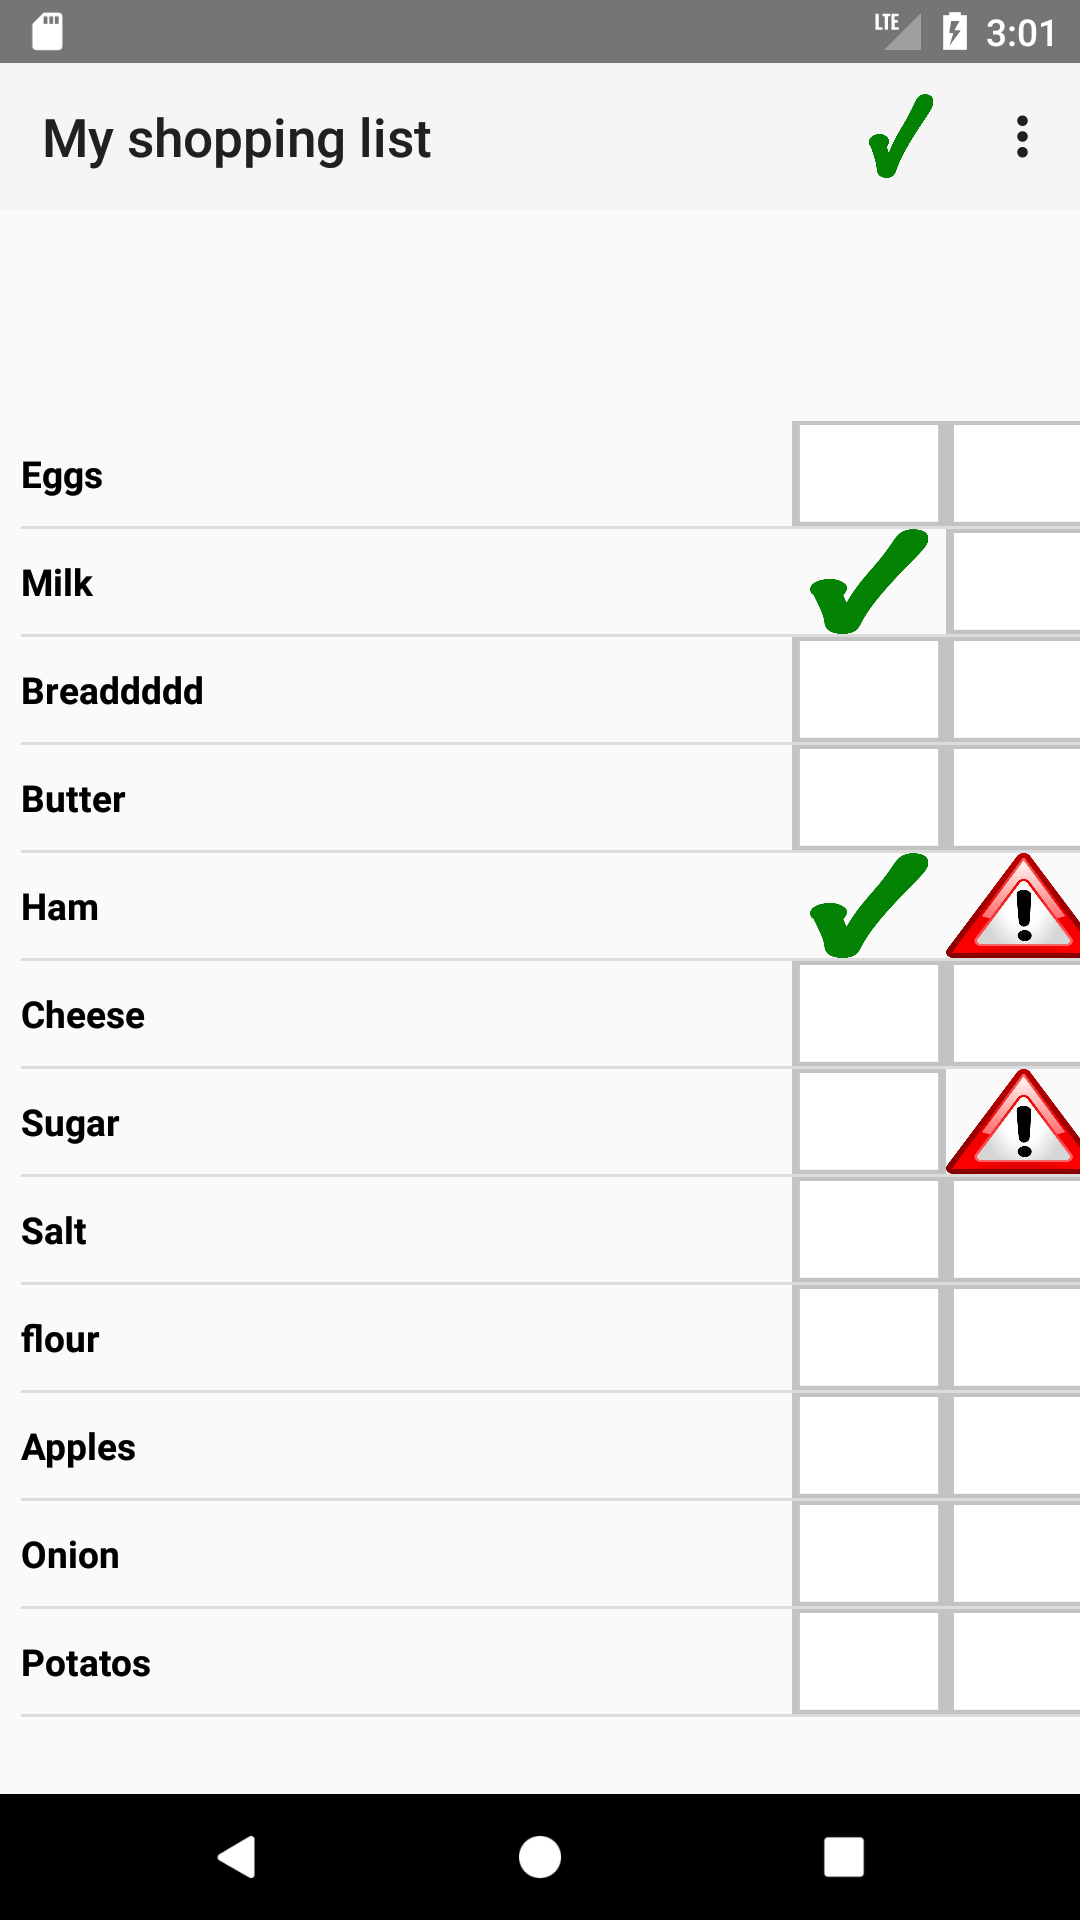 LTE 3:01
My shopping list
Eggs
Milk
Breaddddd
Butter
Ham
Cheese
Sugar
Salt
flour
Apples
Onion
Potatos